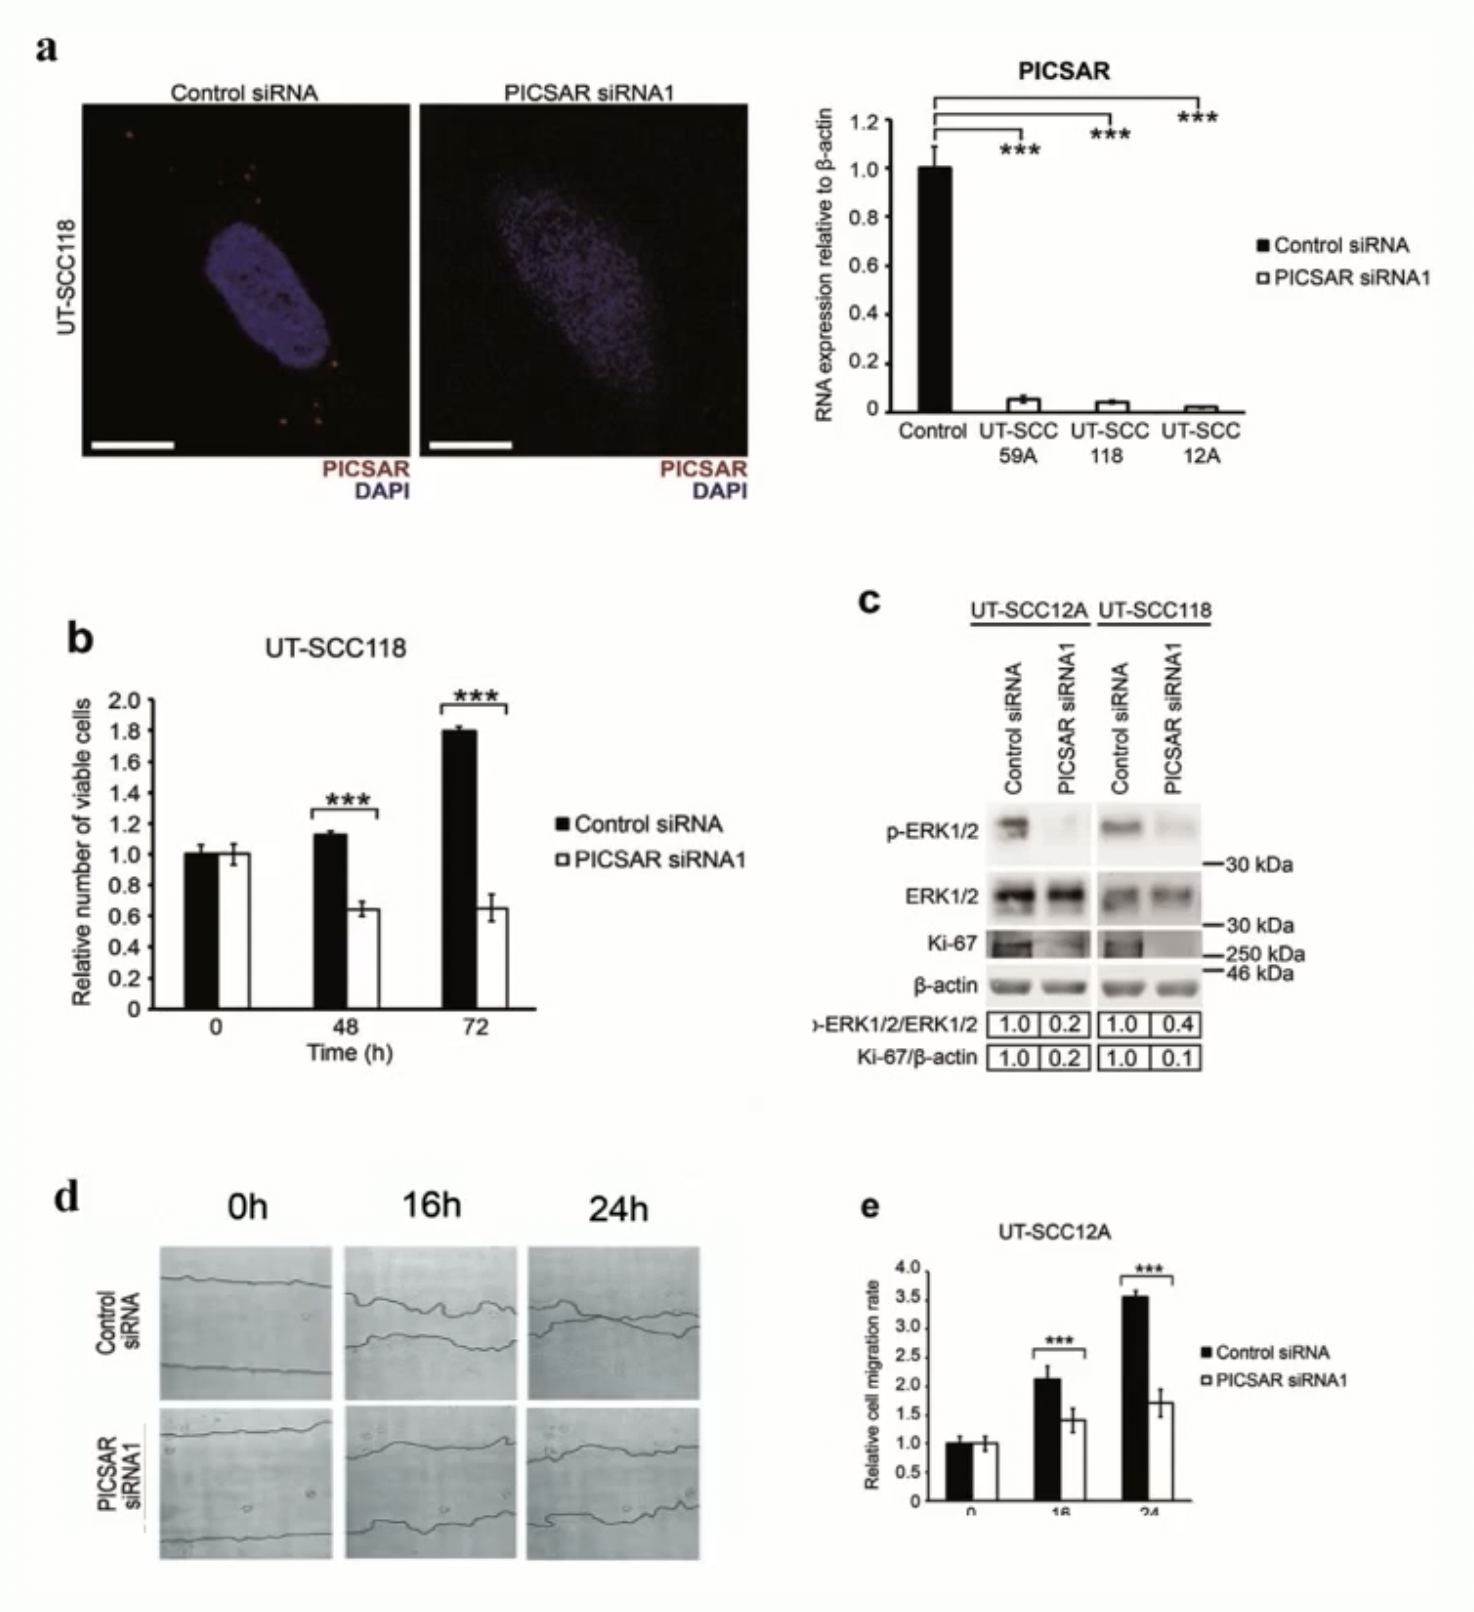 a
Control siRNA
PICSAR siRNA1
UT-SCC118
PICSAR
DAPI
PICSAR
DAPI
PICSAR
RNA expression relative to β-actin
1.2
1.0
0.8
0.6
0.4
0.2
0
***
***
***
Control
UT-SCC
59A
UT-SCC
118
UT-SCC
12A
Control siRNA
PICSAR siRNA1
b
UT-SCC118
Relative number of viable cells
2.0
1.8
1.6
1.4
1.2
1.0
0.8
0.6
0.4
0.2
0
***
***
0
48
72
Time (h)
Control siRNA
PICSAR siRNA1
c
UT-SCC12A
UT-SCC118
Control siRNA
PICSAR siRNA1
Control siRNA
PICSAR siRNA1
p-ERK1/2
30 kDa
ERK1/2
30 kDa
Ki-67
250 kDa
46 kDa
β-actin
-ERK1/2/ERK1/2 1.0 0.2 1.0 0.4
Ki-67/β-actin 1.0 0.2 1.0 0.1
d
0h
16h
24h
Control
siRNA
PICSAR
siRNA1
e
UT-SCC12A
Relative cell migration rate
4.0
3.5
3.0
2.5
2.0
1.5
1.0
0.5
0
***
***
0
16
24
Control siRNA
PICSAR siRNA1